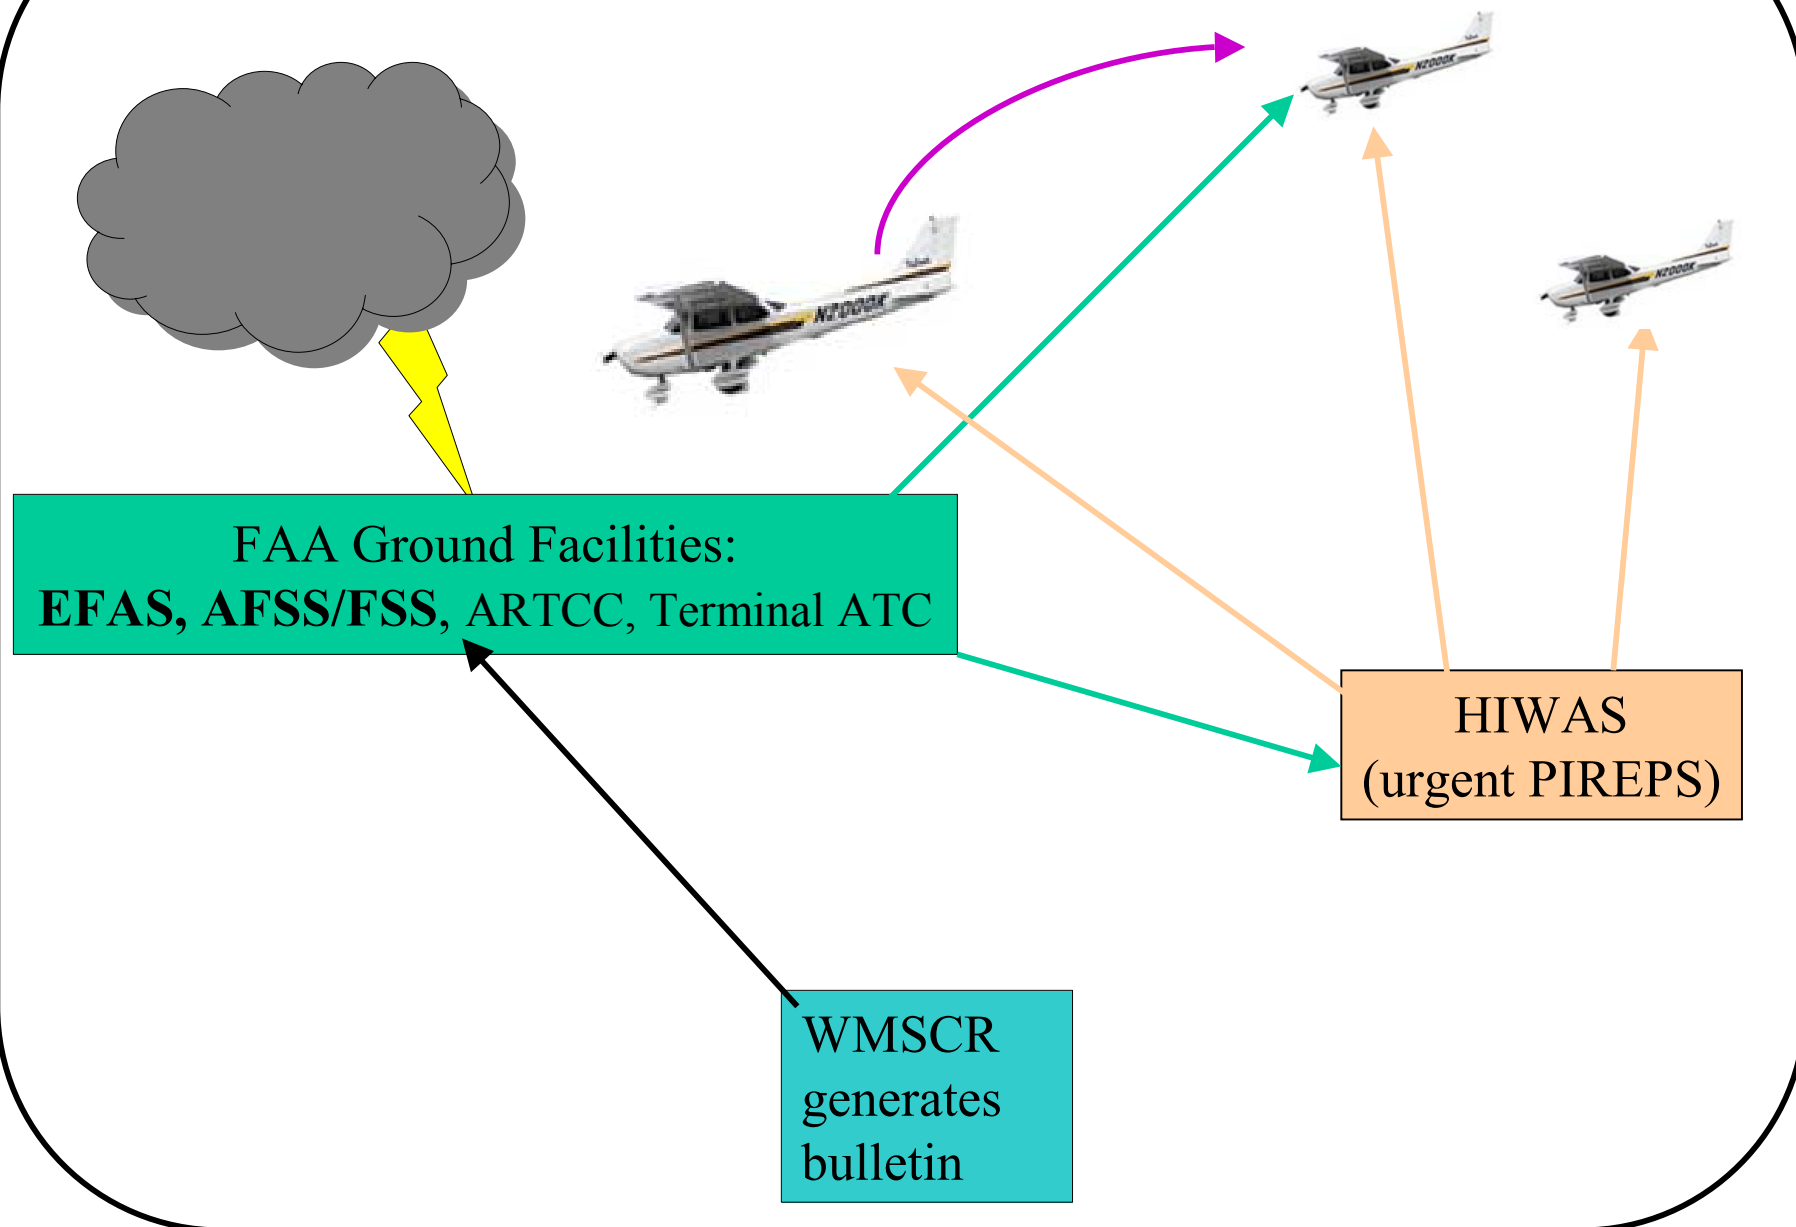 N2000K
N2000K
N2000K
FAA Ground Facilities:
EFAS, AFSS/FSS, ARTCC, Terminal ATC
HIWAS
(urgent PIREPS)
WMSCR
generates
bulletin